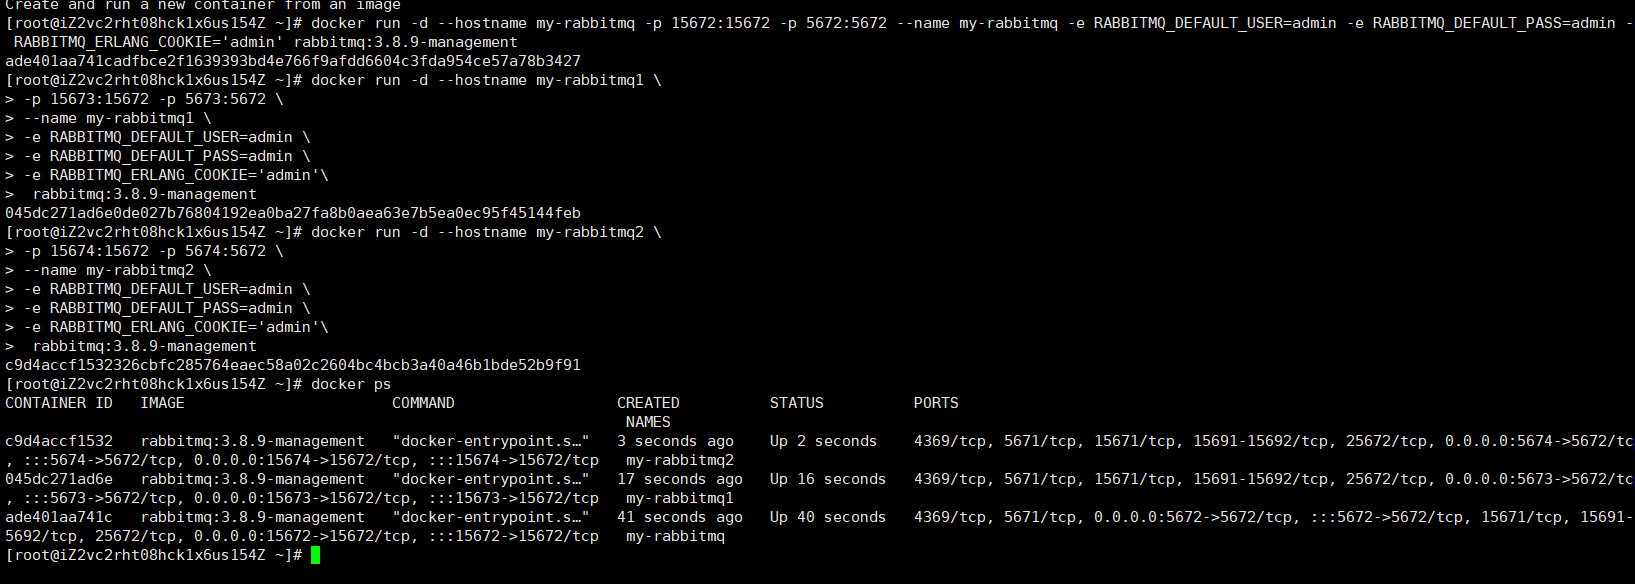 Create and run a new container from an image
[root@iZ2vc2rht08hck1x6us154Z ~]# docker run -d --hostname my-rabbitmq -p 15672:15672 -p 5672:5672 --name my-rabbitmq -e RABBITMQ_DEFAULT_USER=admin -e RABBITMQ_DEFAULT_PASS=admin -
 RABBITMQ_ERLANG_COOKIE='admin' rabbitmq:3.8.9-management
ade401aa741cadfbce2f1639393bd4e766f9afdd6604c3fda954ce57a78b3427
[root@iZ2vc2rht08hck1x6us154Z ~]# docker run -d --hostname my-rabbitmq1 \
> -p 15673:15672 -p 5673:5672 \
> --name my-rabbitmq1 \
> -e RABBITMQ_DEFAULT_USER=admin \
> -e RABBITMQ_DEFAULT_PASS=admin \
> -e RABBITMQ_ERLANG_COOKIE='admin'\
>  rabbitmq:3.8.9-management
045dc271ad6e0de027b76804192ea0ba27fa8b0aea63e7b5ea0ec95f45144feb
[root@iZ2vc2rht08hck1x6us154Z ~]# docker run -d --hostname my-rabbitmq2 \
> -p 15674:15672 -p 5674:5672 \
> --name my-rabbitmq2 \
> -e RABBITMQ_DEFAULT_USER=admin \
> -e RABBITMQ_DEFAULT_PASS=admin \
> -e RABBITMQ_ERLANG_COOKIE='admin'\
>  rabbitmq:3.8.9-management
c9d4accf1532326cbfc285764eaec58a02c2604bc4bcb3a40a46b1bde52b9f91
[root@iZ2vc2rht08hck1x6us154Z ~]# docker ps
CONTAINER ID   IMAGE                       COMMAND                  CREATED          STATUS          PORTS
                                                                     NAMES
c9d4accf1532   rabbitmq:3.8.9-management   "docker-entrypoint.s…"   3 seconds ago    Up 2 seconds    4369/tcp, 5671/tcp, 15671/tcp, 15691-15692/tcp, 25672/tcp, 0.0.0.0:5674->5672/tc
, :::5674->5672/tcp, 0.0.0.0:15674->15672/tcp, :::15674->15672/tcp   my-rabbitmq2
045dc271ad6e   rabbitmq:3.8.9-management   "docker-entrypoint.s…"   17 seconds ago   Up 16 seconds   4369/tcp, 5671/tcp, 15671/tcp, 15691-15692/tcp, 25672/tcp, 0.0.0.0:5673->5672/tc
, :::5673->5672/tcp, 0.0.0.0:15673->15672/tcp, :::15673->15672/tcp   my-rabbitmq1
ade401aa741c   rabbitmq:3.8.9-management   "docker-entrypoint.s…"   41 seconds ago   Up 40 seconds   4369/tcp, 5671/tcp, 0.0.0.0:5672->5672/tcp, :::5672->5672/tcp, 15671/tcp, 15691-
5692/tcp, 25672/tcp, 0.0.0.0:15672->15672/tcp, :::15672->15672/tcp   my-rabbitmq
[root@iZ2vc2rht08hck1x6us154Z ~]#